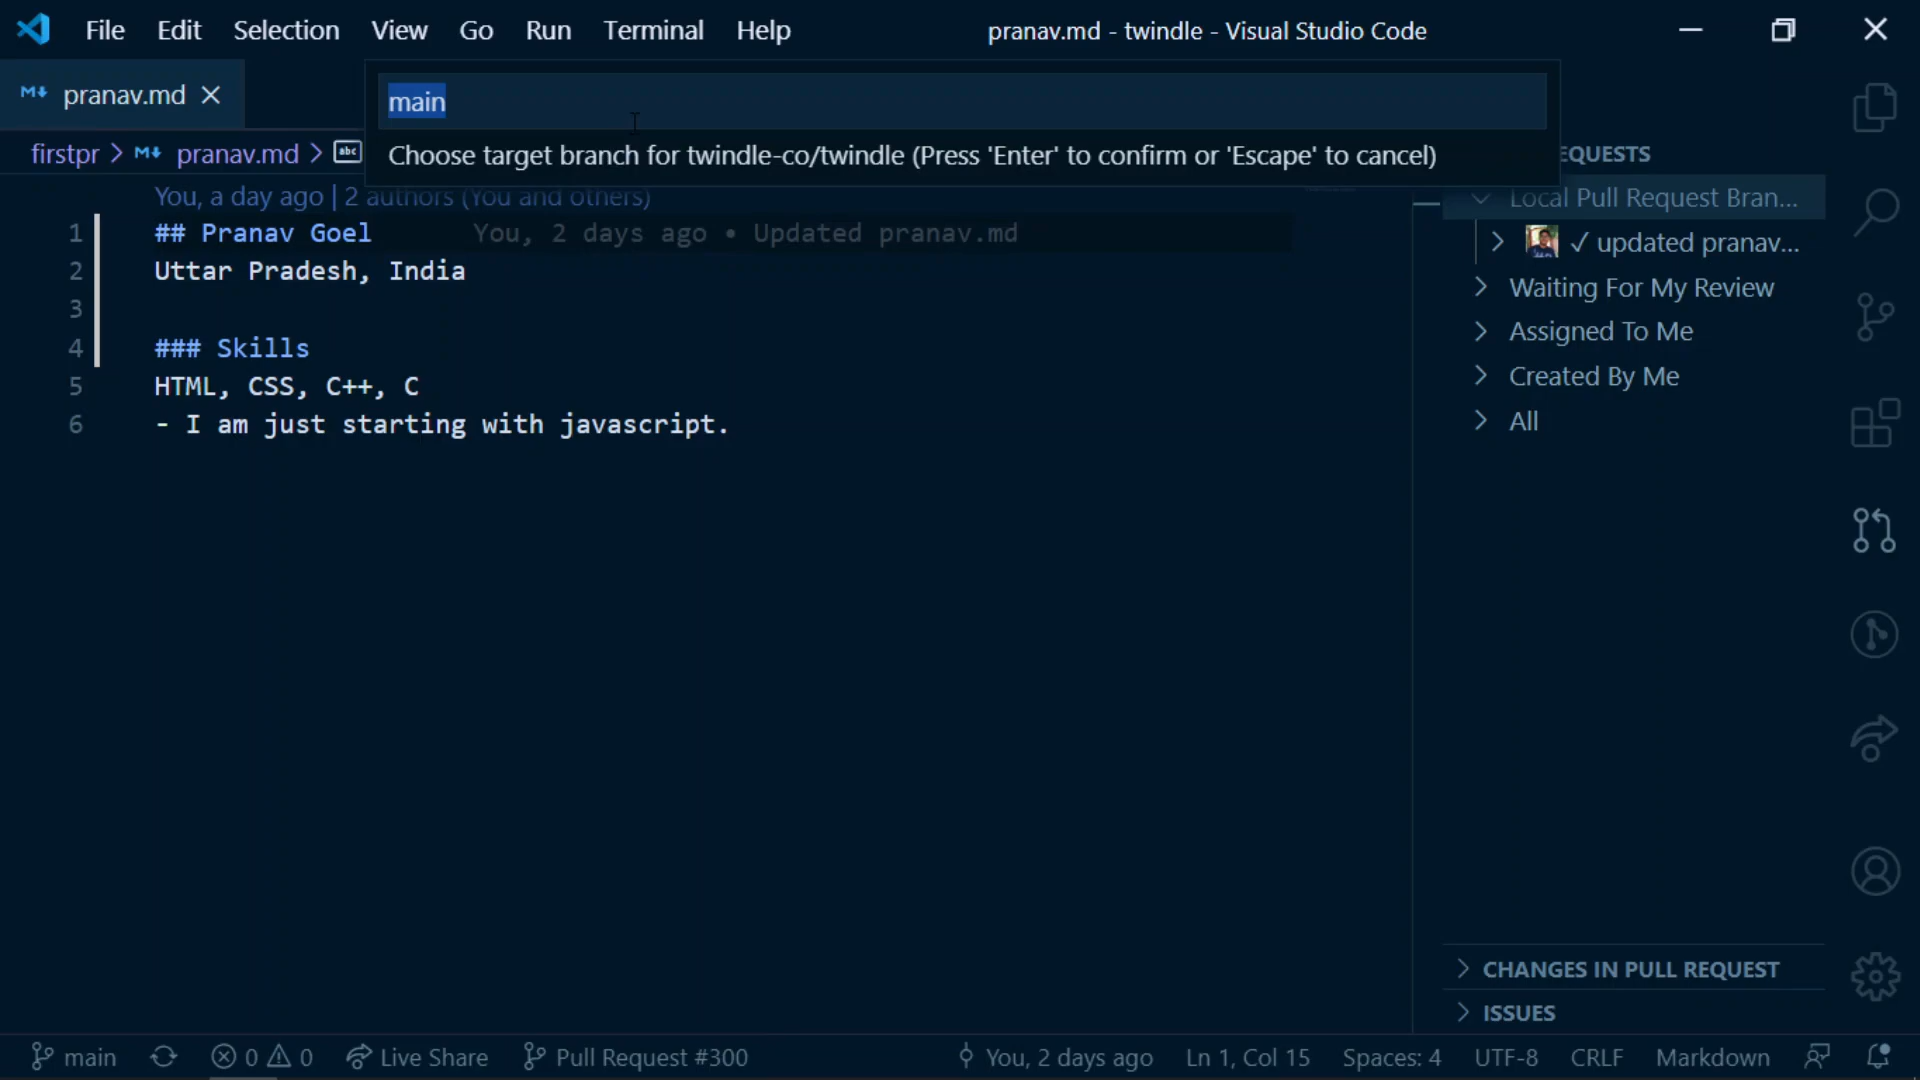 File Edit Selection View Go Run Terminal Help
pranav.md - twindle - Visual Studio Code
pranav.md
main
Choose target branch for twindle-co/twindle (Press 'Enter' to confirm or 'Escape' to cancel)
firstpr > pranav.md > abc
You, a day ago | 2 authors (You and others)
1 ## Pranav Goel You, 2 days ago • Updated pranav.md
2 Uttar Pradesh, India
3
4 ### Skills
5 HTML, CSS, C++, C
6 - I am just starting with javascript.
EQUESTS
Local Pull Request Bran...
✓ updated pranav...
Waiting For My Review
Assigned To Me
Created By Me
All
CHANGES IN PULL REQUEST
ISSUES
main 0 0 Live Share Pull Request #300 You, 2 days ago Ln 1, Col 15 Spaces: 4 UTF-8 CRLF Markdown